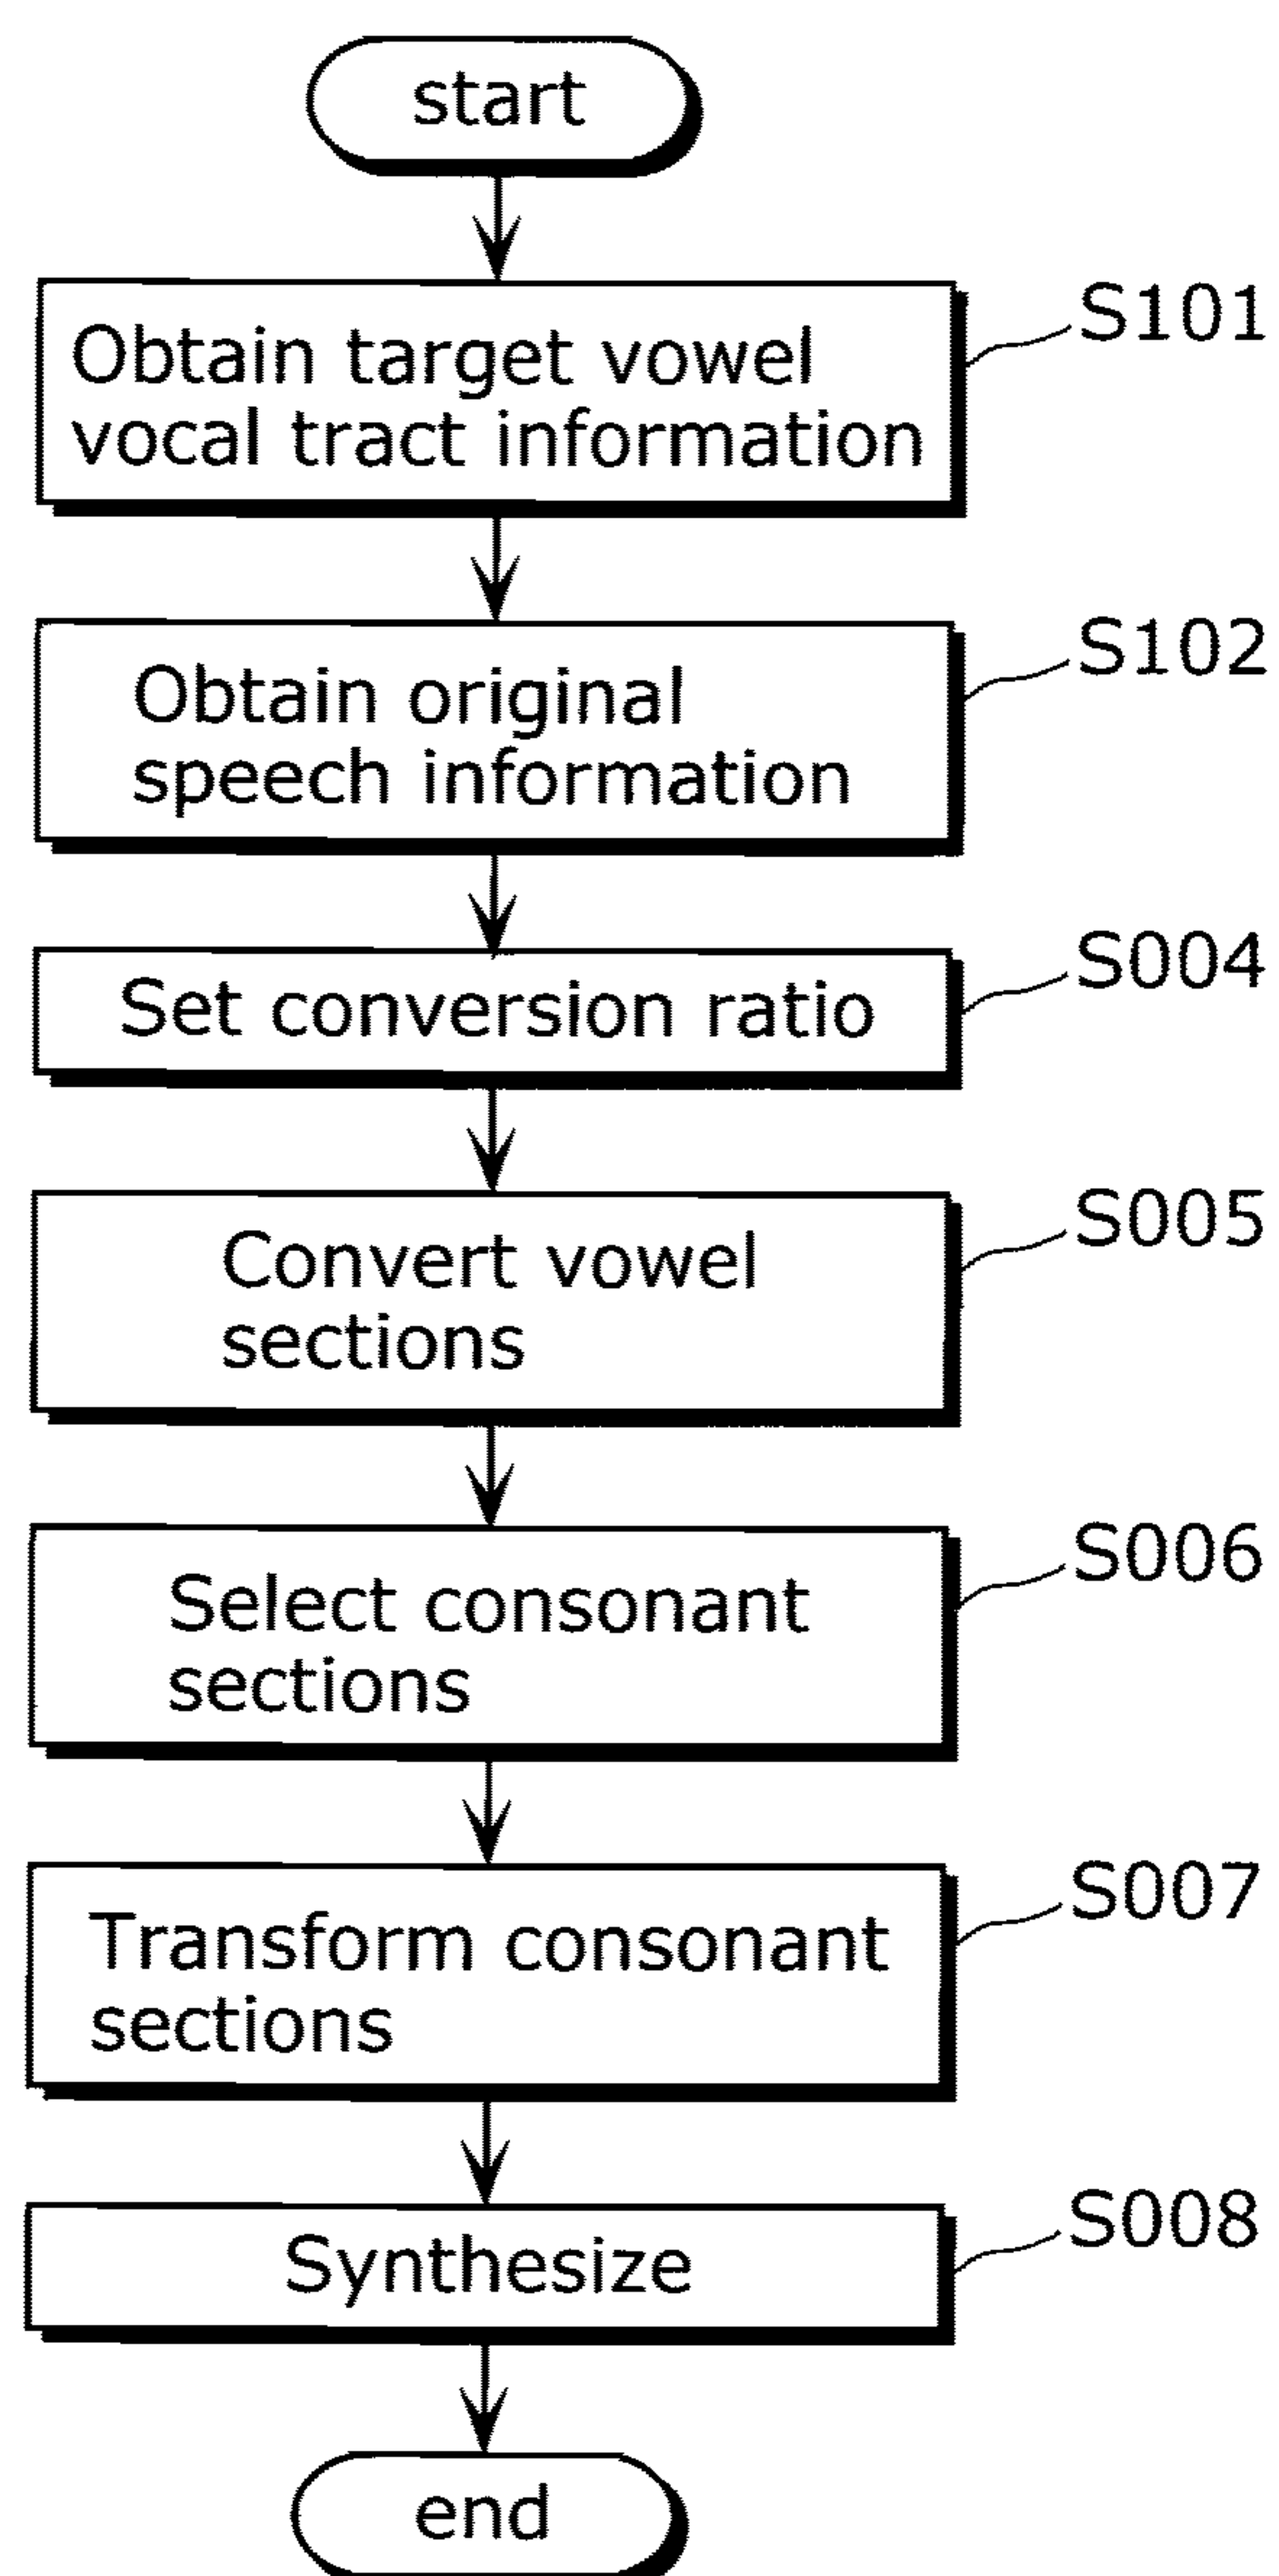 start
Obtain target vowel
vocal tract information
S101
Obtain original
speech information
S102
Set conversion ratio
S004
Convert vowel
sections
S005
Select consonant
sections
S006
Transform consonant
sections
S007
Synthesize
S008
end